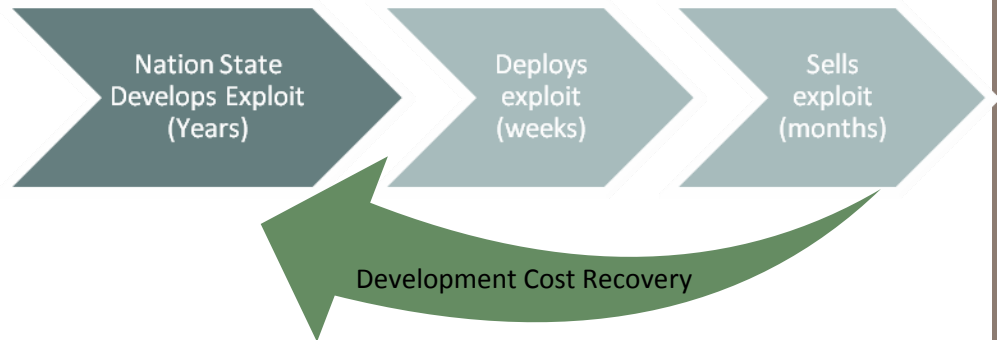 Nation State
Develops Exploit
(Years)
Deploys
exploit
(weeks)
Sells
exploit
(months)
Development Cost Recovery